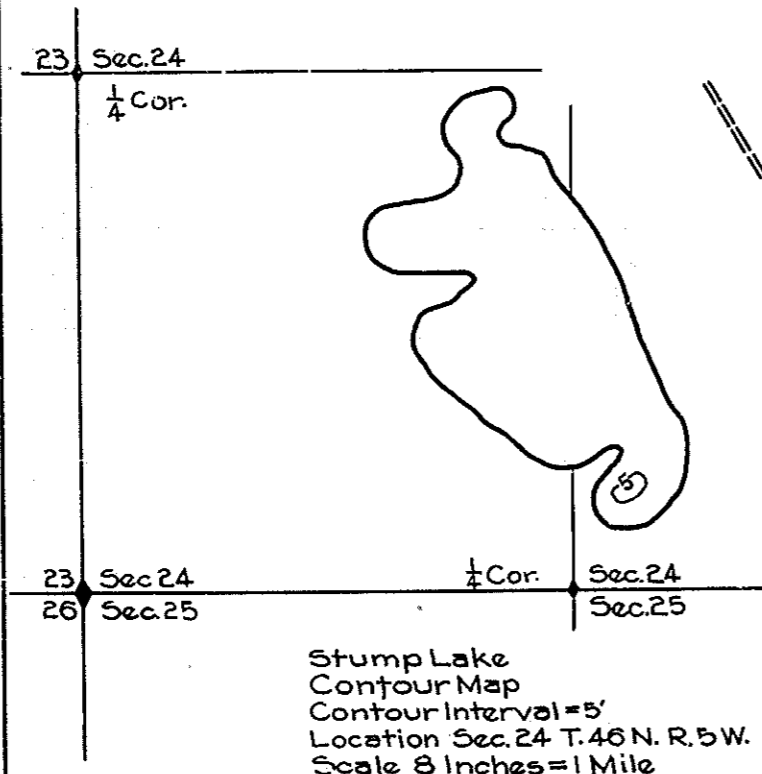 23 Sec.24
1/4 Cor.
5
23 Sec 24
1/4 Cor. Sec.24
26 Sec.25
Sec.25
Stump Lake
Contour Map
Contour Interval=5'
Location Sec.24 T.46 N. R.5 W.
Scale 8 Inches=1 Mile